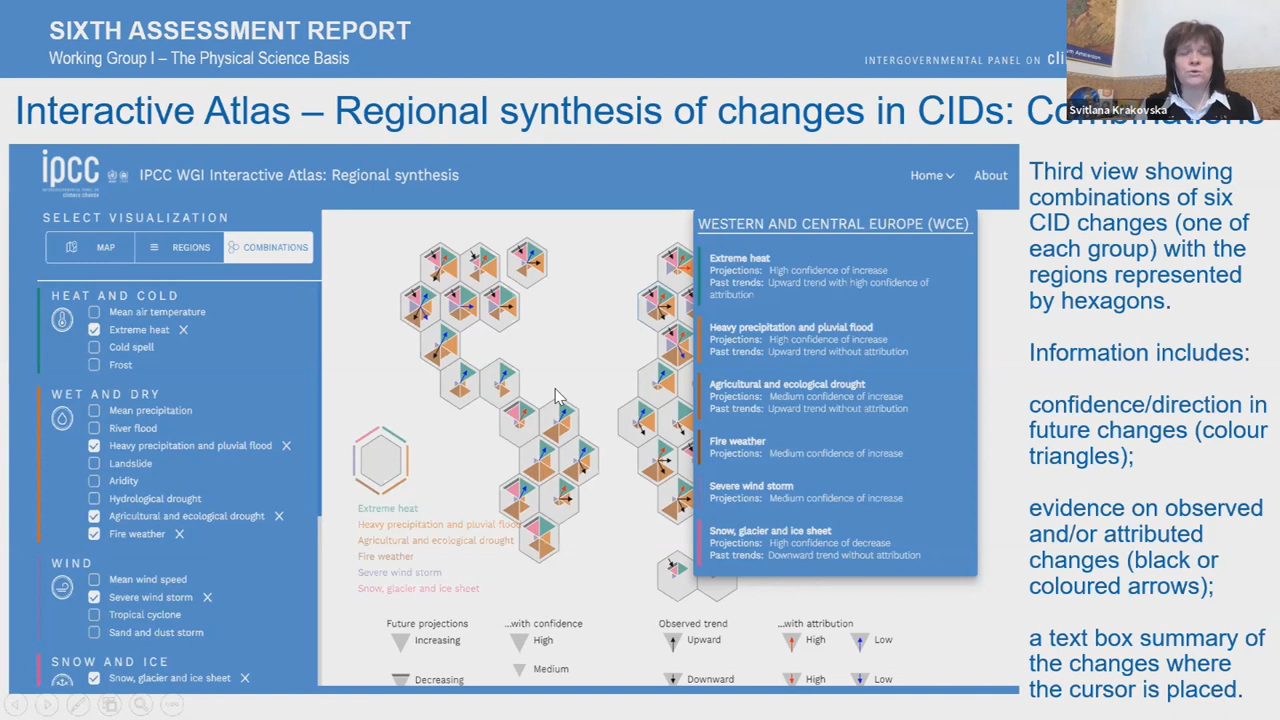 SIXTH ASSESSMENT REPORT
Working Group I – The Physical Science Basis
INTERGOVERNMENTAL PANEL ON
Svitlana Krakovska
Interactive Atlas – Regional synthesis of changes in CIDs: Combinations
ipcc
IPCC WGI Interactive Atlas: Regional synthesis
Home
About
SELECT VISUALIZATION
MAP
REGIONS
COMBINATIONS
HEAT AND COLD
Mean air temperature
Extreme heat
Cold spell
Frost
WET AND DRY
Mean precipitation
River flood
Heavy precipitation and pluvial flood
Landslide
Aridity
Hydrological drought
Agricultural and ecological drought
Fire weather
WIND
Mean wind speed
Severe wind storm
Tropical cyclone
Sand and dust storm
SNOW AND ICE
Snow, glacier and ice sheet
Extreme heat
Heavy precipitation and pluvial flood
Agricultural and ecological drought
Fire weather
Severe wind storm
Snow, glacier and ice sheet
Future projections
...with confidence
Observed trend
...with attribution
Increasing
High
Upward
High
Low
Medium
Decreasing
Downward
High
Low
WESTERN AND CENTRAL EUROPE (WCE)
Extreme heat
Projections: High confidence of increase
Past trends: Upward trend with high confidence of
attribution
Heavy precipitation and pluvial flood
Projections: High confidence of increase
Past trends: Upward trend without attribution
Agricultural and ecological drought
Projections: Medium confidence of increase
Past trends: Upward trend without attribution
Fire weather
Projections: Medium confidence of increase
Severe wind storm
Projections: Medium confidence of increase
Snow, glacier and ice sheet
Projections: High confidence of decrease
Past trends: Downward trend without attribution
Third view showing
combinations of six
CID changes (one of
each group) with the
regions represented
by hexagons.
Information includes:
confidence/direction in
future changes (colour
triangles);
evidence on observed
and/or attributed
changes (black or
coloured arrows);
a text box summary of
the changes where
the cursor is placed.